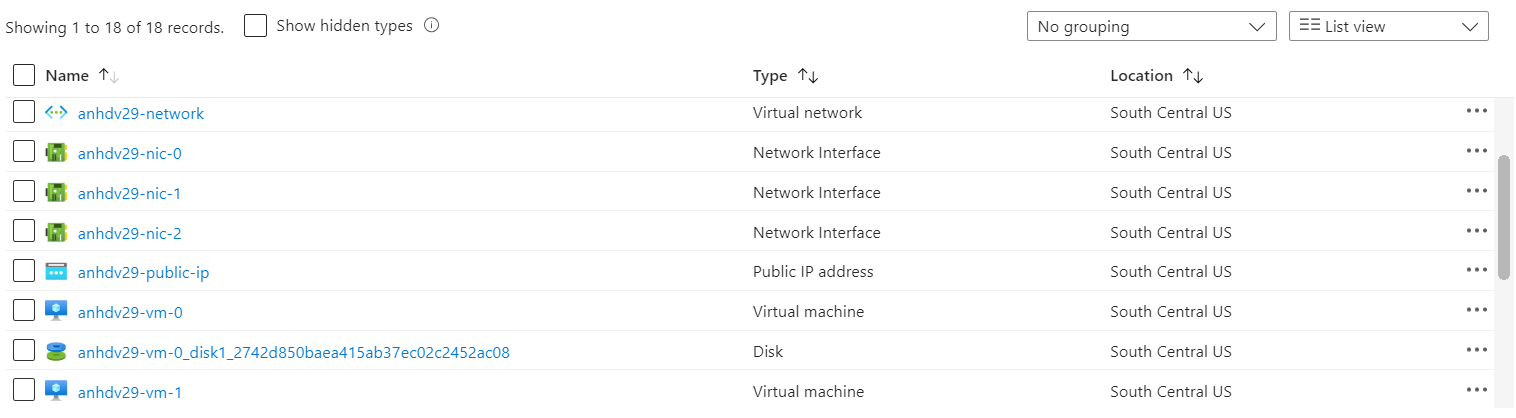 Showing 1 to 18 of 18 records. Show hidden types No grouping List view
Name Type Location
anhdv29-network Virtual network South Central US
anhdv29-nic-0 Network Interface South Central US
anhdv29-nic-1 Network Interface South Central US
anhdv29-nic-2 Network Interface South Central US
anhdv29-public-ip Public IP address South Central US
anhdv29-vm-0 Virtual machine South Central US
anhdv29-vm-0_disk1_2742d850baea415ab37ec02c2452ac08 Disk South Central US
anhdv29-vm-1 Virtual machine South Central US